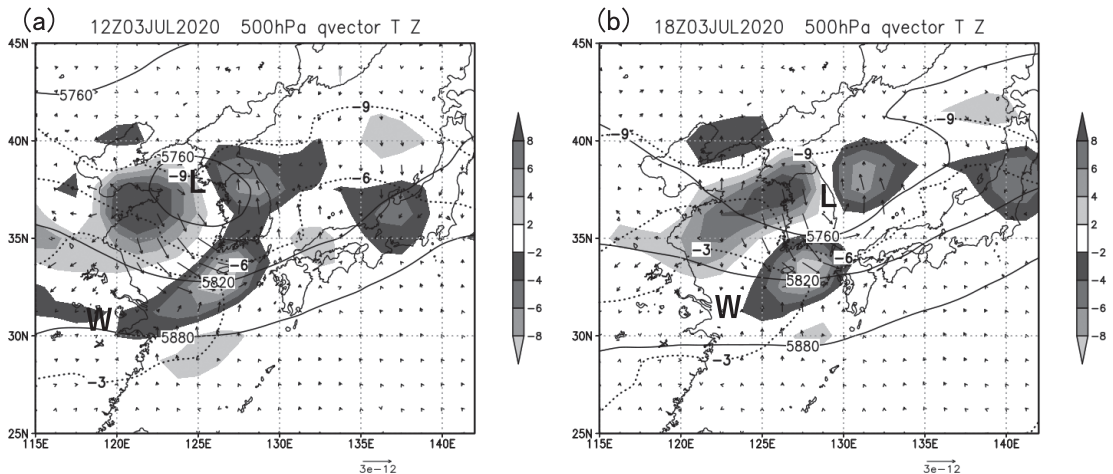 (a)
12Z03JUL2020 500hPa qvector T Z
45N
40N
35N
30N
25N
115E 120E 125E 130E 135E 140E
5760
5760
-9
-9
L
-6
-6
5820
W
5880
-3
8
6
4
2
-2
-4
-6
-8
3e-12
(b)
18Z03JUL2020 500hPa qvector T Z
45N
40N
35N
30N
25N
115E 120E 125E 130E 135E 140E
-9
-9
-9
L
5760
-3
-6
5820
W
5880
-3
8
6
4
2
-2
-4
-6
-8
3e-12